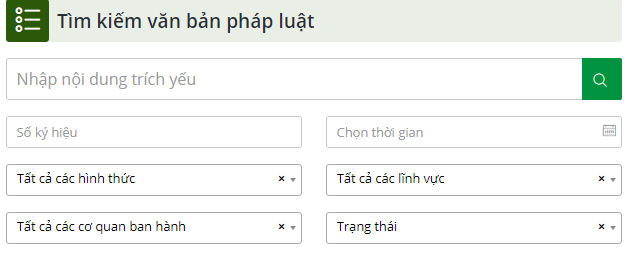 Tìm kiếm văn bản pháp luật
Nhập nội dung trích yếu
Số ký hiệu
Chọn thời gian
Tất cả các hình thức ×
Tất cả các lĩnh vực ×
Tất cả các cơ quan ban hành ×
Trạng thái ×